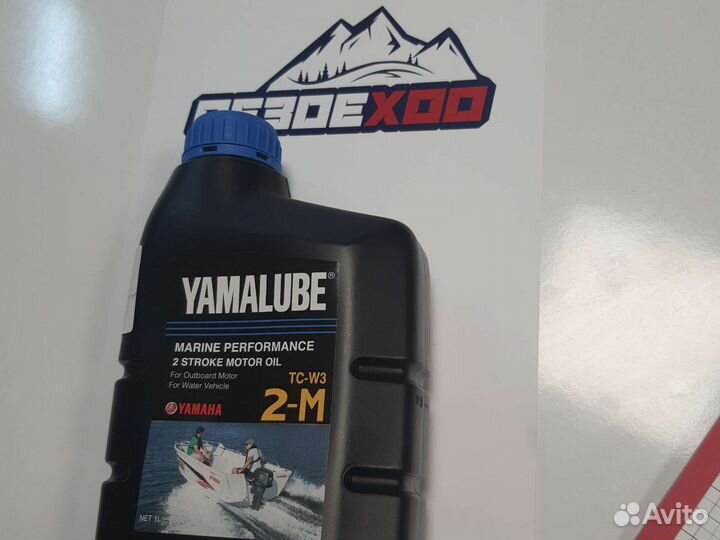 ВЕЗДЕХОD
YAMALUBE®
MARINE PERFORMANCE
2 STROKE MOTOR OIL
For Outboard Motor
For Water Vehicle
TC-W3
2-M
YAMAHA
NET 1L
Avito